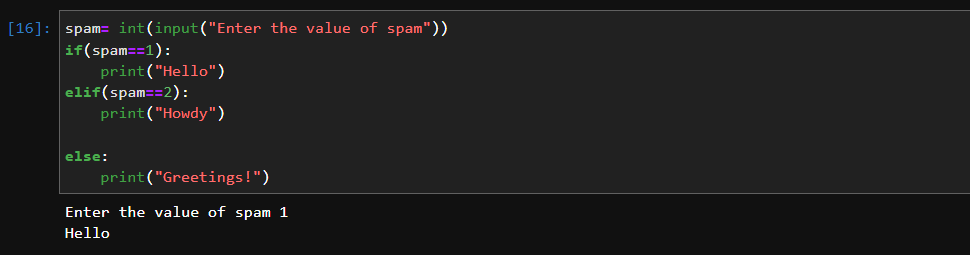 [16]: spam= int(input("Enter the value of spam"))
if(spam==1):
    print("Hello")
elif(spam==2):
    print("Howdy")

else:
    print("Greetings!")
Enter the value of spam 1
Hello